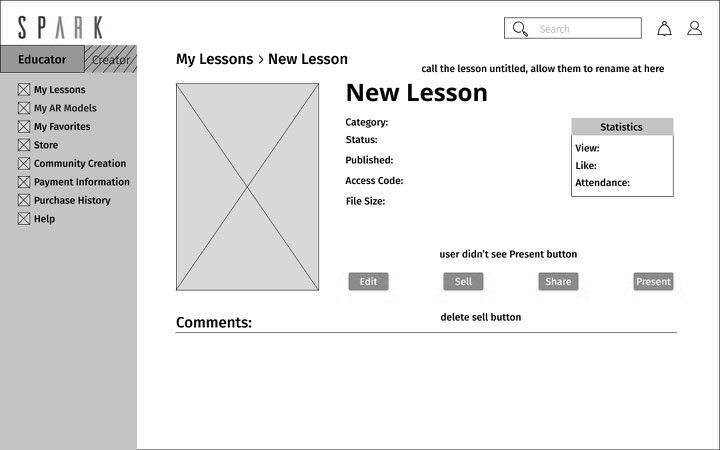 SPARK
Search
Educator
Creator
My Lessons
My AR Models
My Favorites
Store
Community Creation
Payment Information
Purchase History
Help
My Lessons > New Lesson
call the lesson untitled, allow them to rename at here
New Lesson
Category:
Status:
Published:
Access Code:
File Size:
Statistics
View:
Like:
Attendance:
user didn't see Present button
Edit
Sell
Share
Present
delete sell button
Comments: